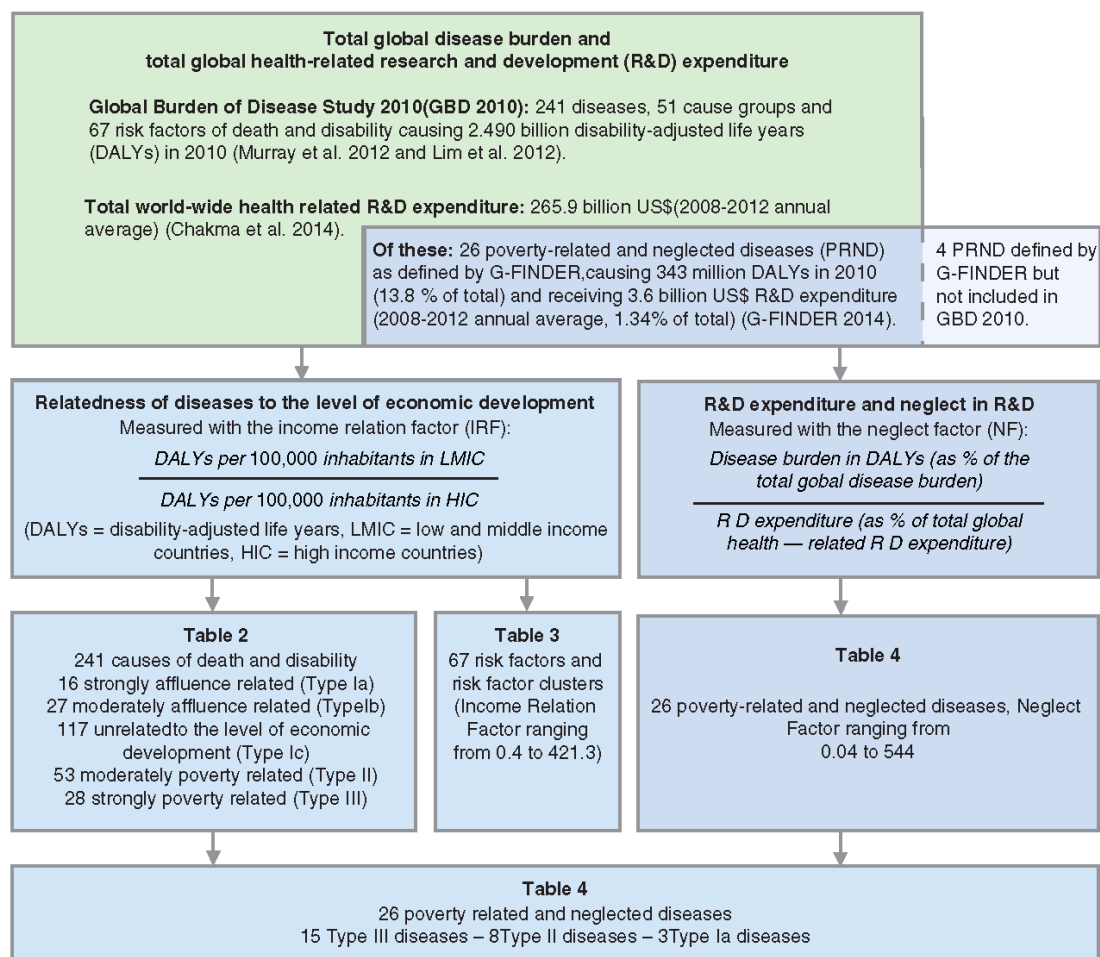 Total global disease burden and
total global health-related research and development (R&D) expenditure
Global Burden of Disease Study 2010(GBD 2010): 241 diseases, 51 cause groups and
67 risk factors of death and disability causing 2.490 billion disability-adjusted life years
(DALYs) in 2010 (Murray et al. 2012 and Lim et al. 2012).
Total world-wide health related R&D expenditure: 265.9 billion US$(2008-2012 annual
average) (Chakma et al. 2014).
Of these: 26 poverty-related and neglected diseases (PRND)
as defined by G-FINDER,causing 343 million DALYs in 2010
(13.8 % of total) and receiving 3.6 billion US$ R&D expenditure
(2008-2012 annual average, 1.34% of total) (G-FINDER 2014).
4 PRND defined by
G-FINDER but
not included in
GBD 2010.
Relatedness of diseases to the level of economic development
Measured with the income relation factor (IRF):
DALYs per 100,000 inhabitants in LMIC
DALYs per 100,000 inhabitants in HIC
(DALYs = disability-adjusted life years, LMIC = low and middle income
countries, HIC = high income countries)
R&D expenditure and neglect in R&D
Measured with the neglect factor (NF):
Disease burden in DALYs (as % of the
total gobal disease burden)
R D expenditure (as % of total global
health — related R D expenditure)
Table 2
241 causes of death and disability
16 strongly affluence related (Type Ia)
27 moderately affluence related (TypeIb)
117 unrelatedto the level of economic
development (Type Ic)
53 moderately poverty related (Type II)
28 strongly poverty related (Type III)
Table 3
67 risk factors and
risk factor clusters
(Income Relation
Factor ranging
from 0.4 to 421.3)
Table 4
26 poverty-related and neglected diseases, Neglect
Factor ranging from
0.04 to 544
Table 4
26 poverty related and neglected diseases
15 Type III diseases – 8Type II diseases – 3Type Ia diseases